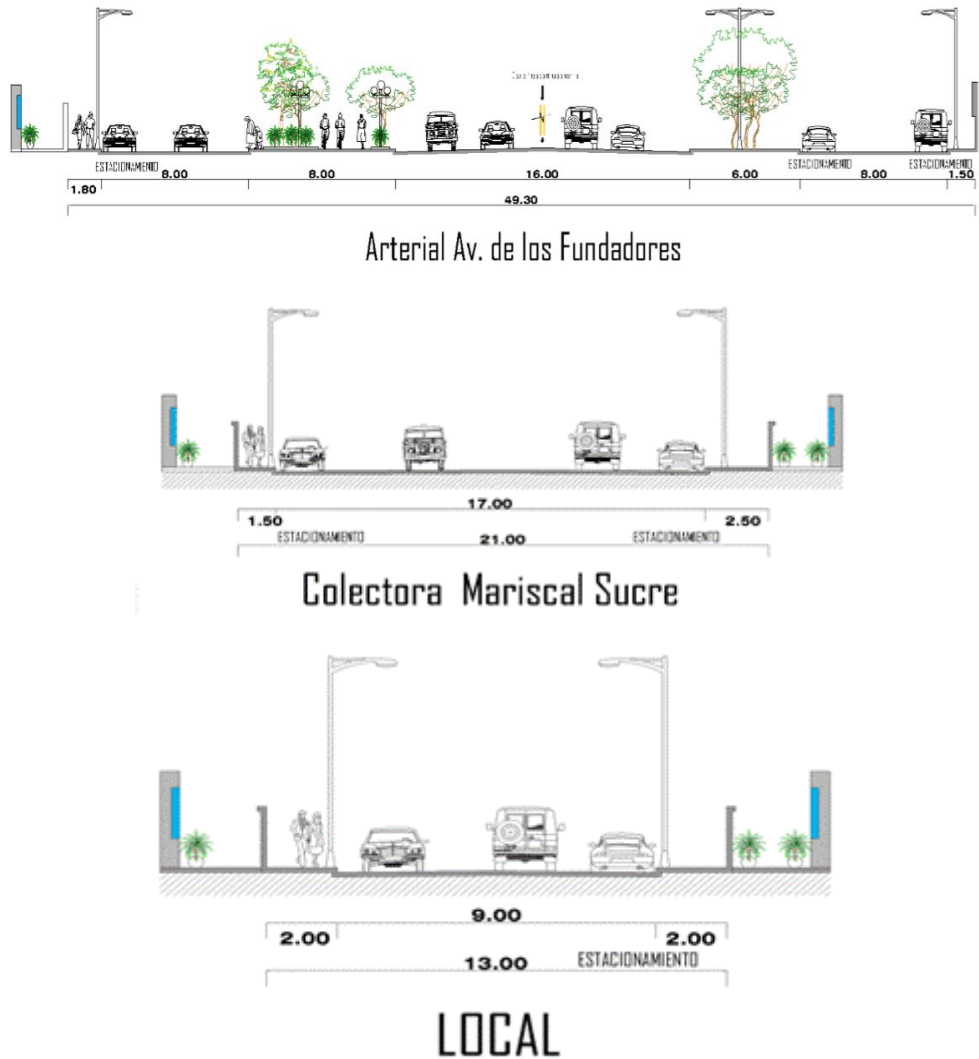 ESTACIONAMIENTO ESTACIONAMIENTO ESTACIONAMIENTO
1.80 8.00 8.00 16.00 6.00 8.00 1.50
49.30
Arterial Av. de los Fundadores
17.00
1.50 2.50
ESTACIONAMIENTO 21.00 ESTACIONAMIENTO
Colectora Mariscal Sucre
9.00
2.00 2.00
13.00 ESTACIONAMIENTO
LOCAL